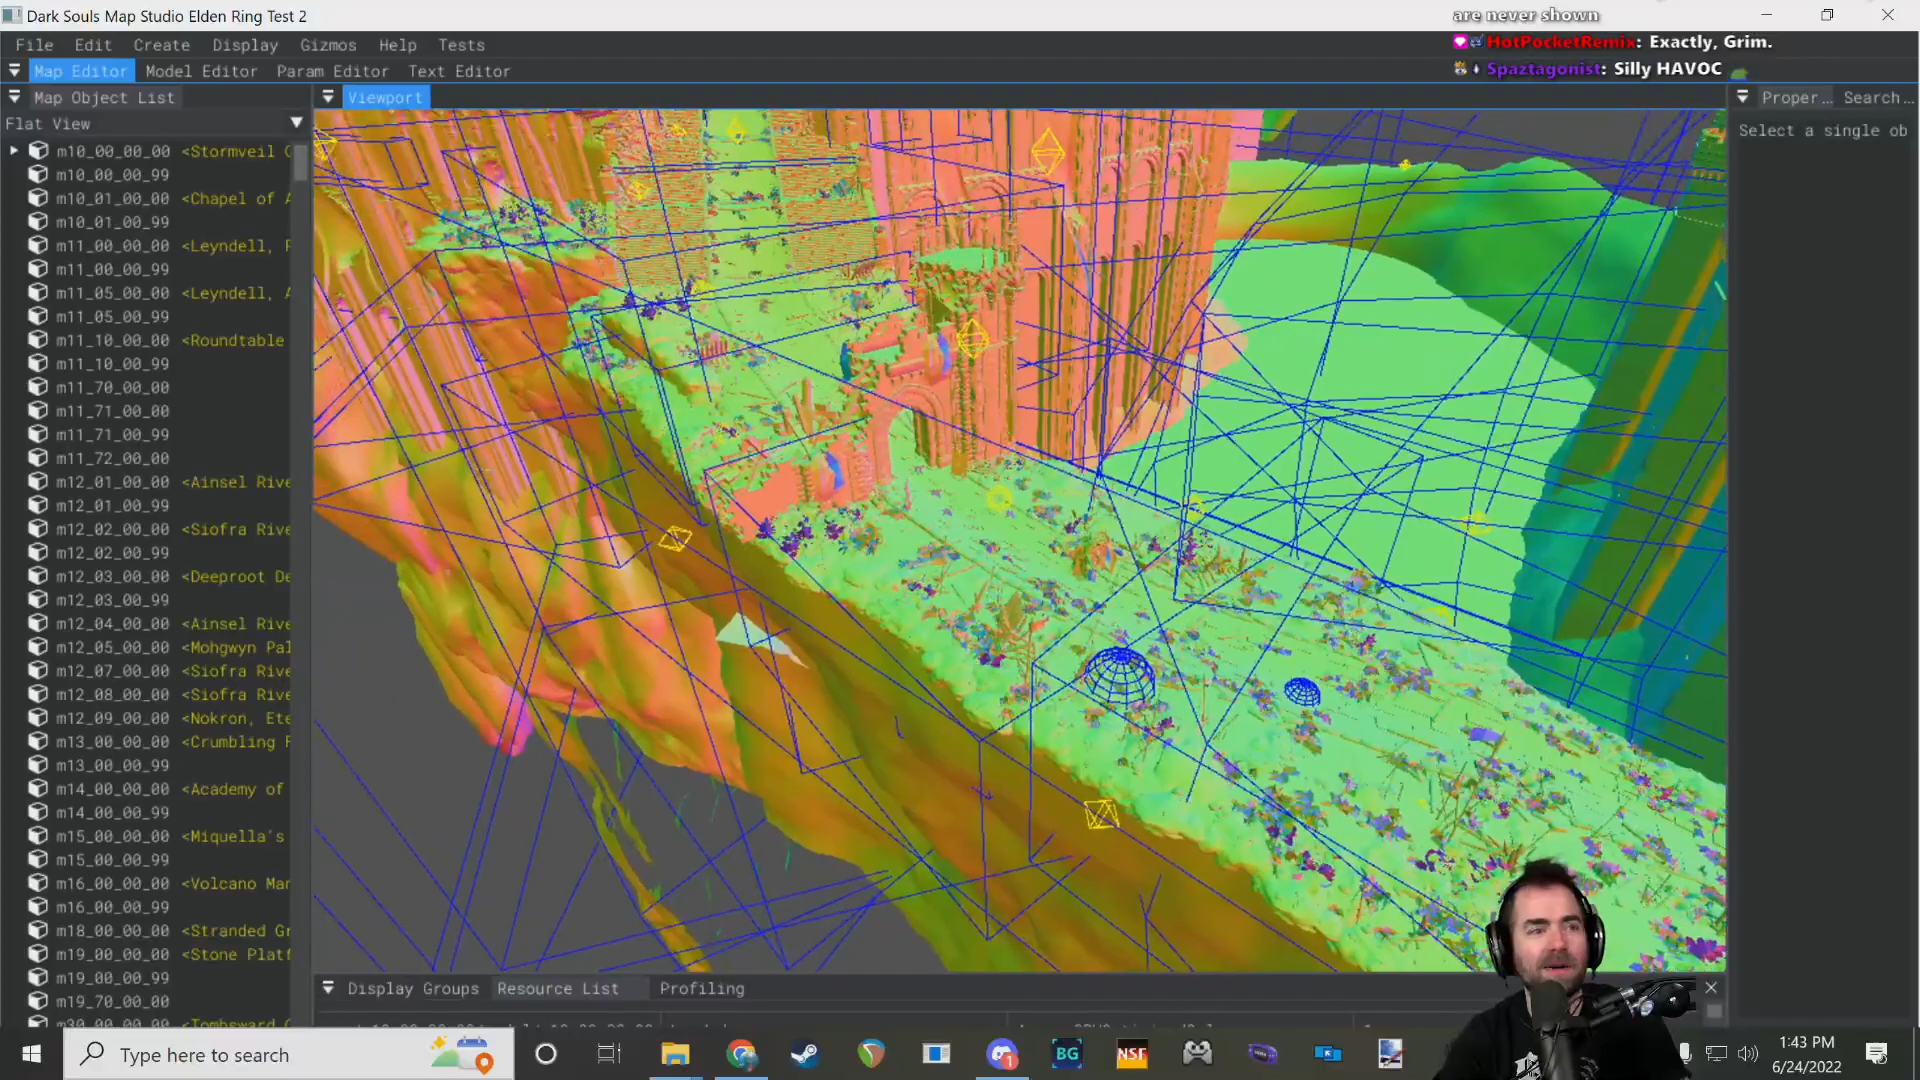 Dark Souls Map Studio Elden Ring Test 2
are never shown
File Edit Create Display Gizmos Help Tests
HotPocketRemix: Exactly, Grim.
Map Editor Model Editor Param Editor Text Editor
Spaztagonist: Silly HAVOC
Map Object List
Viewport
Proper... Search...
Flat View
Select a single ob
m10_00_00_00 <Stormveil C
m10_00_00_99
m10_01_00_00 <Chapel of A
m10_01_00_99
m11_00_00_00 <Leyndell, R
m11_00_00_99
m11_05_00_00 <Leyndell, A
m11_05_00_99
m11_10_00_00 <Roundtable
m11_10_00_99
m11_70_00_00
m11_71_00_00
m11_71_00_99
m11_72_00_00
m12_01_00_00 <Ainsel Rive
m12_01_00_99
m12_02_00_00 <Siofra Rive
m12_02_00_99
m12_03_00_00 <Deeproot De
m12_03_00_99
m12_04_00_00 <Ainsel Rive
m12_05_00_00 <Mohgwyn Pal
m12_07_00_00 <Siofra Rive
m12_08_00_00 <Siofra Rive
m12_09_00_00 <Nokron, Ete
m13_00_00_00 <Crumbling F
m13_00_00_99
m14_00_00_00 <Academy of
m14_00_00_99
m15_00_00_00 <Miquella's
m15_00_00_99
m16_00_00_00 <Volcano Man
m16_00_00_99
m18_00_00_00 <Stranded Gr
m19_00_00_00 <Stone Platf
m19_00_00_99
m19_70_00_00
m30_00_00_00 <Tombsward C
Display Groups Resource List Profiling
Type here to search
1
BG
NSF
1:43 PM
6/24/2022